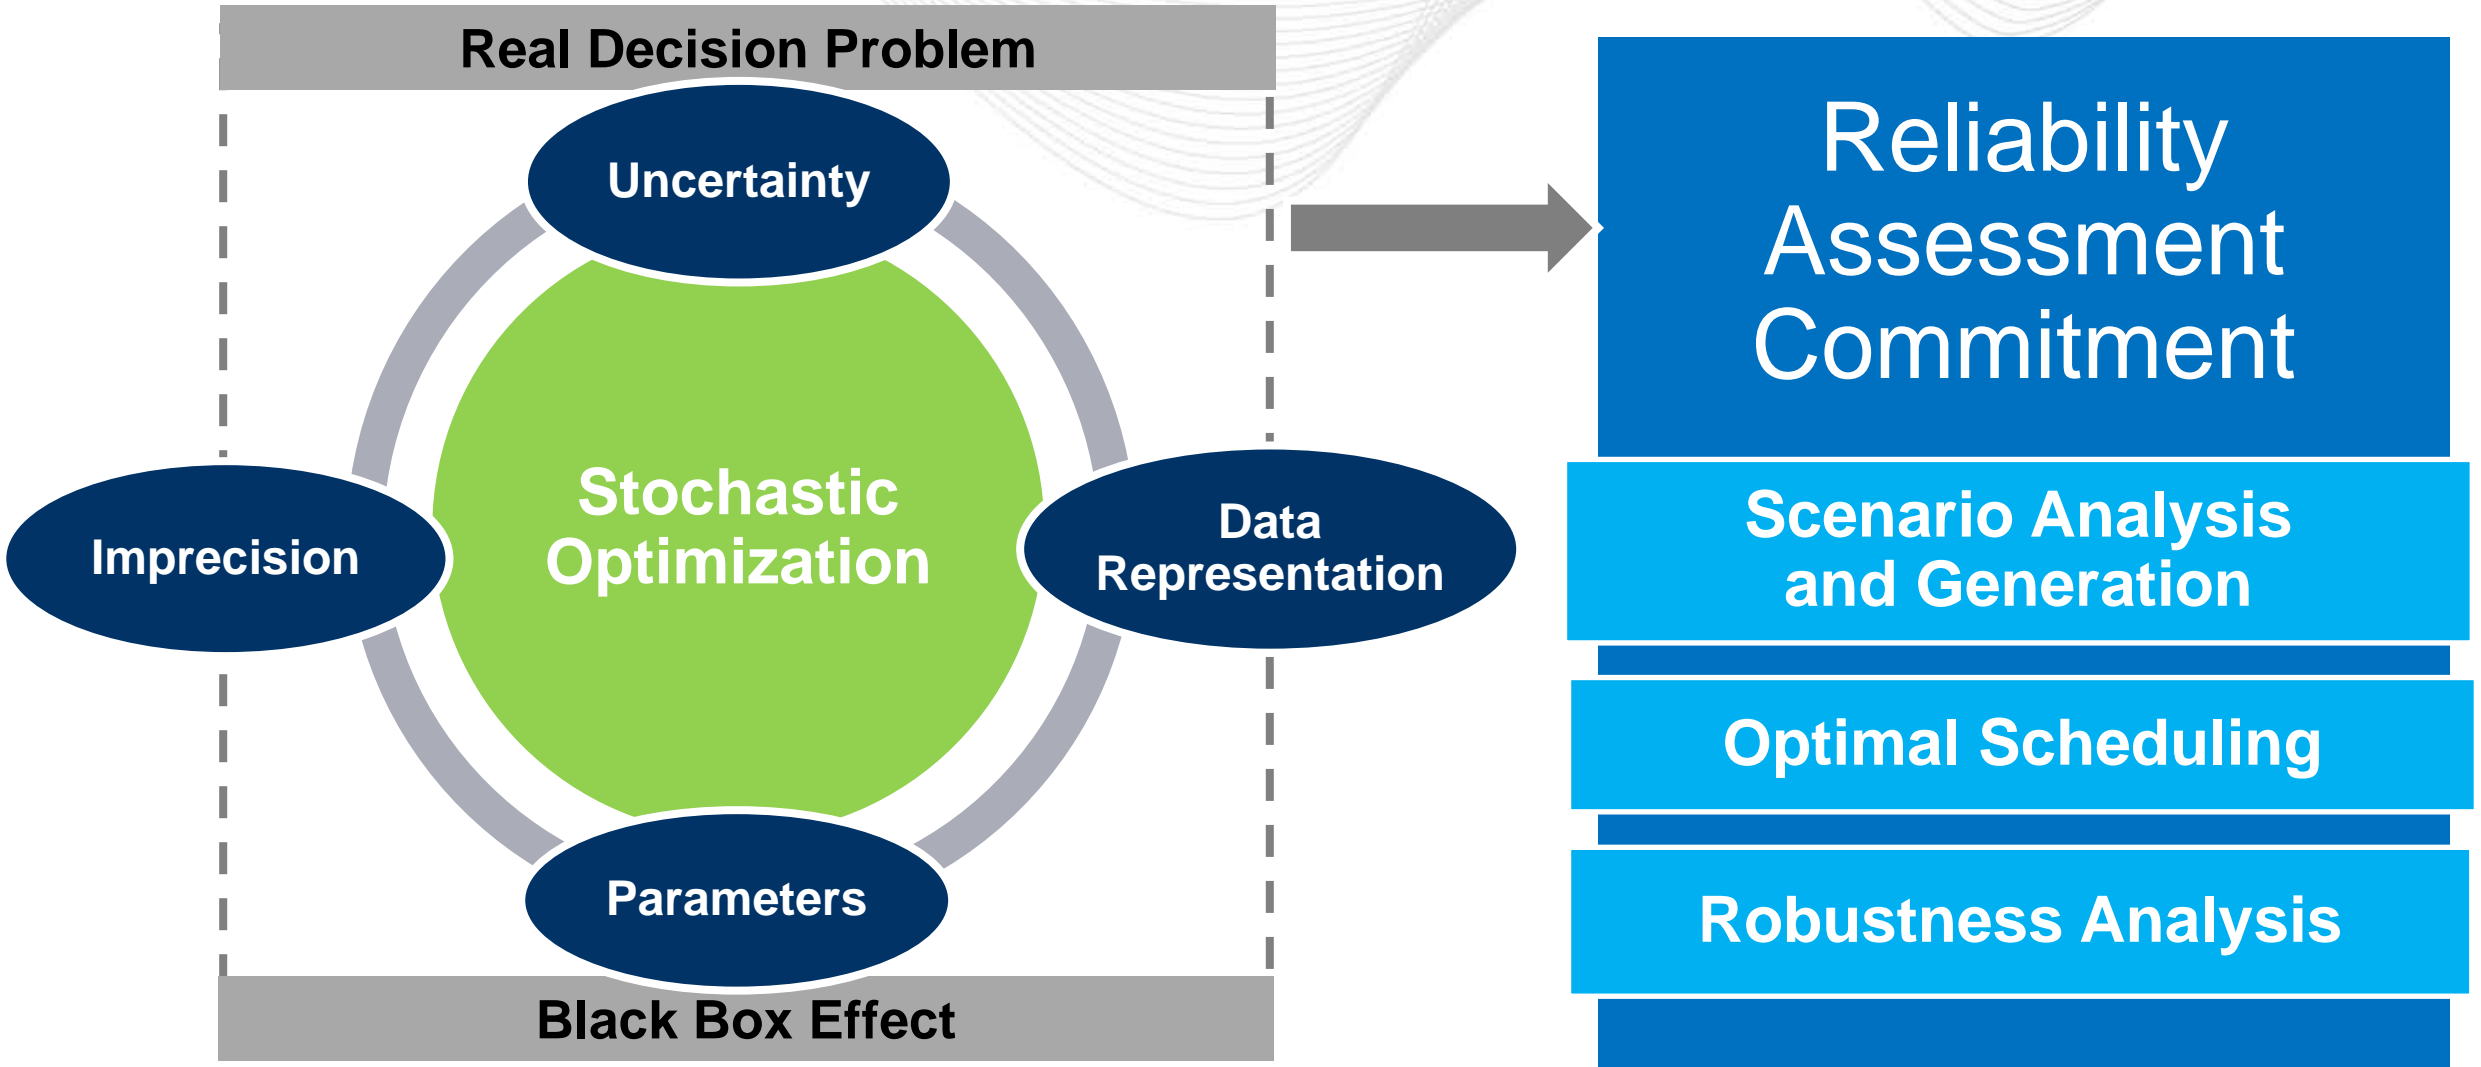 Real Decision Problem
Uncertainty
Stochastic
Optimization
Imprecision
Data
Representation
Parameters
Black Box Effect
Reliability
Assessment
Commitment
Scenario Analysis
and Generation
Optimal Scheduling
Robustness Analysis